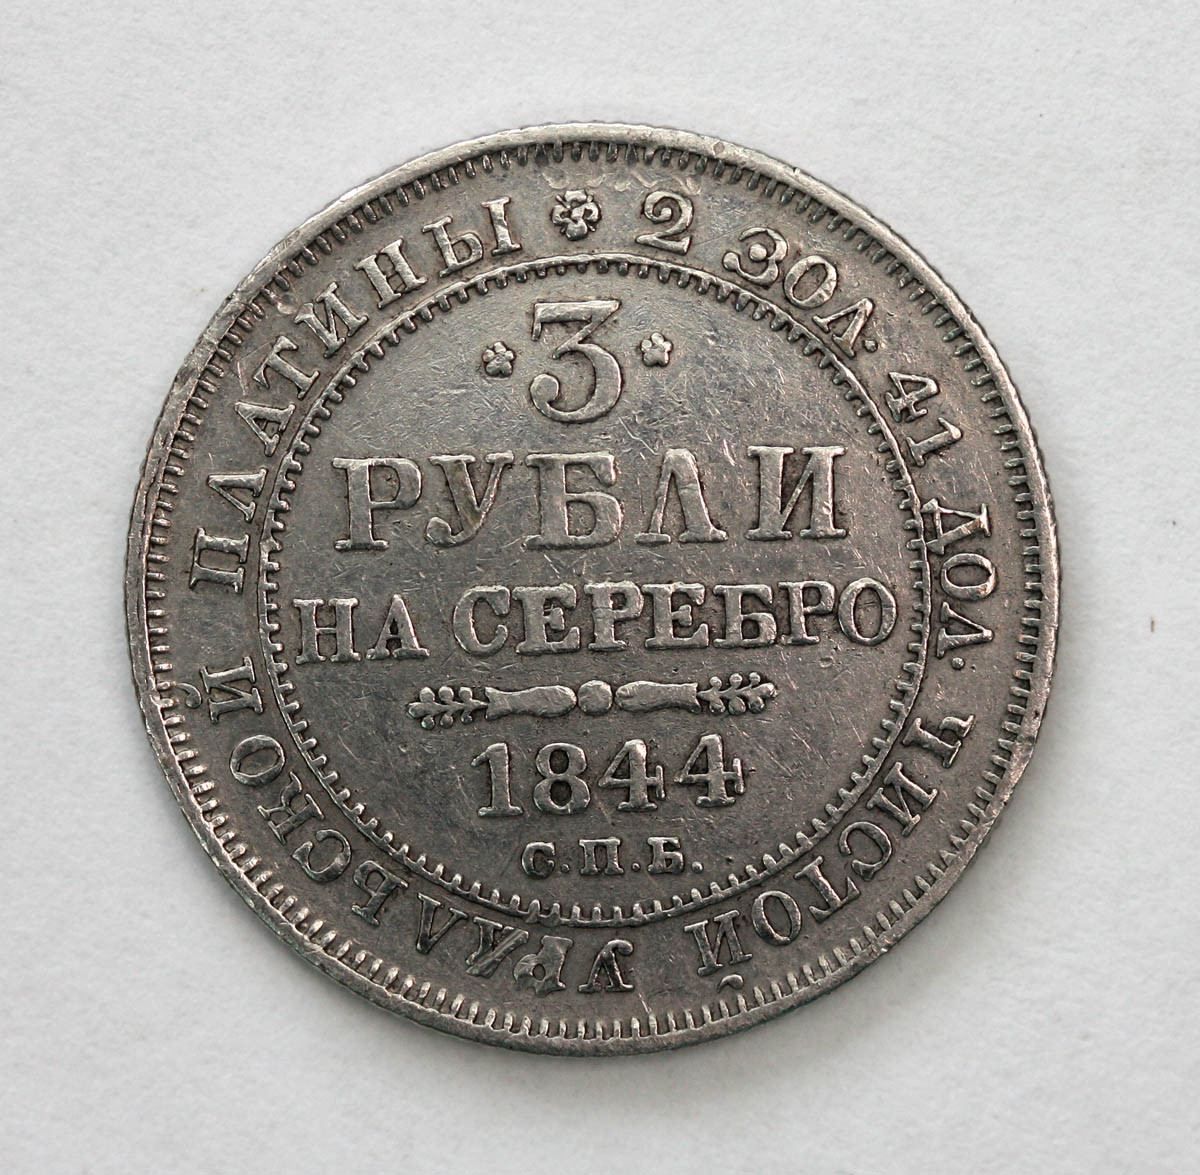 2 ЗОЛ. 41 ДОЛ. ЧИСТОЙ УРАЛЬСКОЙ ПЛАТИНЫ
3
РУБЛИ
НА СЕРЕБРО
1844
С.П.Б.